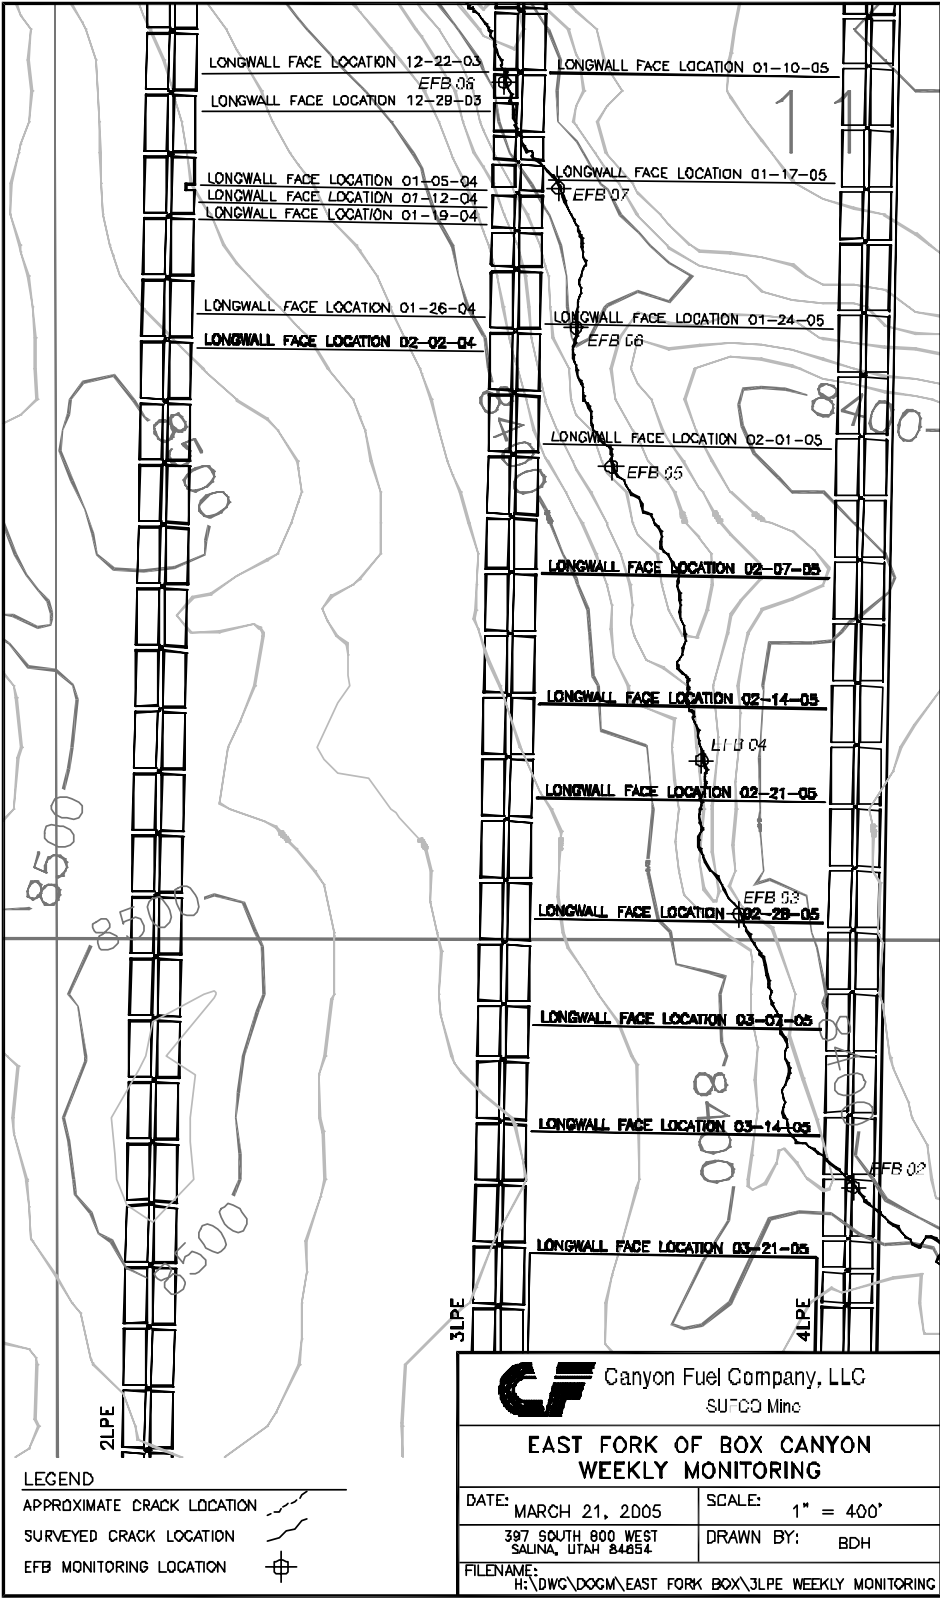 LONGWALL FACE LOCATION 12-22-03
EFB 08
LONGWALL FACE LOCATION 12-29-03
LONGWALL FACE LOCATION 01-05-04
LONGWALL FACE LOCATION 01-12-04
LONGWALL FACE LOCATION 01-19-04
LONGWALL FACE LOCATION 01-26-04
LONGWALL FACE LOCATION 02-02-04
LONGWALL FACE LOCATION 01-10-05
11
LONGWALL FACE LOCATION 01-17-05
EFB 07
LONGWALL FACE LOCATION 01-24-05
EFB 06
8400
8400
8500
LONGWALL FACE LOCATION 02-01-05
EFB 05
LONGWALL FACE LOCATION 02-07-05
LONGWALL FACE LOCATION 02-14-05
EFB 04
LONGWALL FACE LOCATION 02-21-05
8500
8500
EFB 03
LONGWALL FACE LOCATION 02-28-05
LONGWALL FACE LOCATION 03-07-05
8400
8400
LONGWALL FACE LOCATION 03-14-05
EFB 02
8500
LONGWALL FACE LOCATION 03-21-05
2LPE
3LPE
4LPE
CF
Canyon Fuel Company, LLC
SUFCO Mine
EAST FORK OF BOX CANYON
WEEKLY MONITORING
DATE: MARCH 21, 2005
SCALE: 1" = 400'
397 SOUTH 800 WEST
SALINA, UTAH 84654
DRAWN BY: BDH
FILENAME:
H:\DWG\DOGM\EAST FORK BOX\3LPE WEEKLY MONITORING
LEGEND
APPROXIMATE CRACK LOCATION
SURVEYED CRACK LOCATION
EFB MONITORING LOCATION